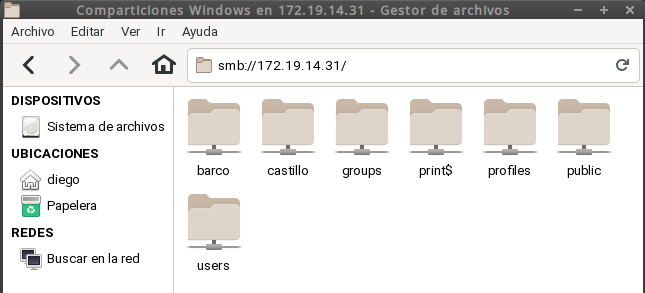 Comparticiones Windows en 172.19.14.31 - Gestor de archivos
Archivo Editar Ver Ir Ayuda
smb://172.19.14.31/
DISPOSITIVOS
Sistema de archivos
UBICACIONES
diego
Papelera
REDES
Buscar en la red
barco castillo groups print$ profiles public
users